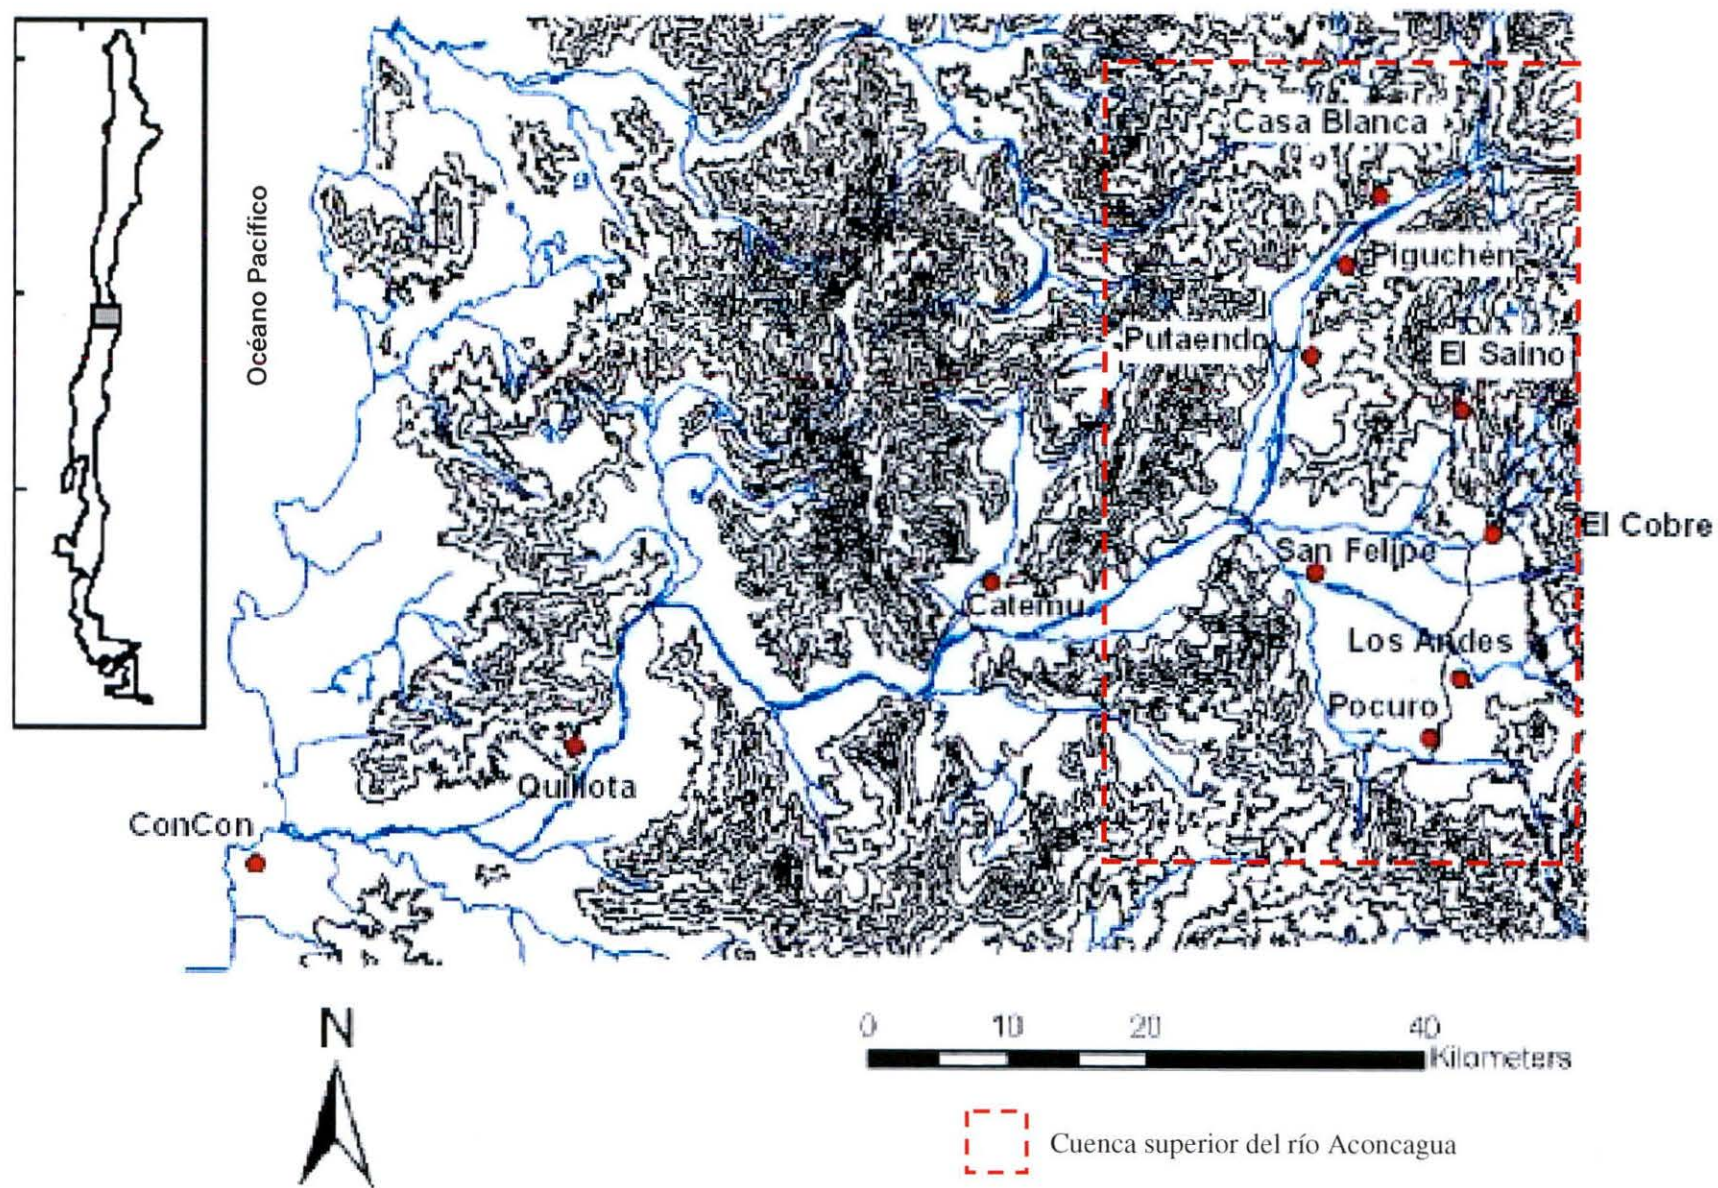 Océano Pacífico
Casa Blanca
Piguchén
Putaendo
El Saino
El Cobre
San Felipe
Catemu
Los Andes
Pocuro
Quillota
ConCon
N
0 10 20 40
Kilometers
Cuenca superior del río Aconcagua